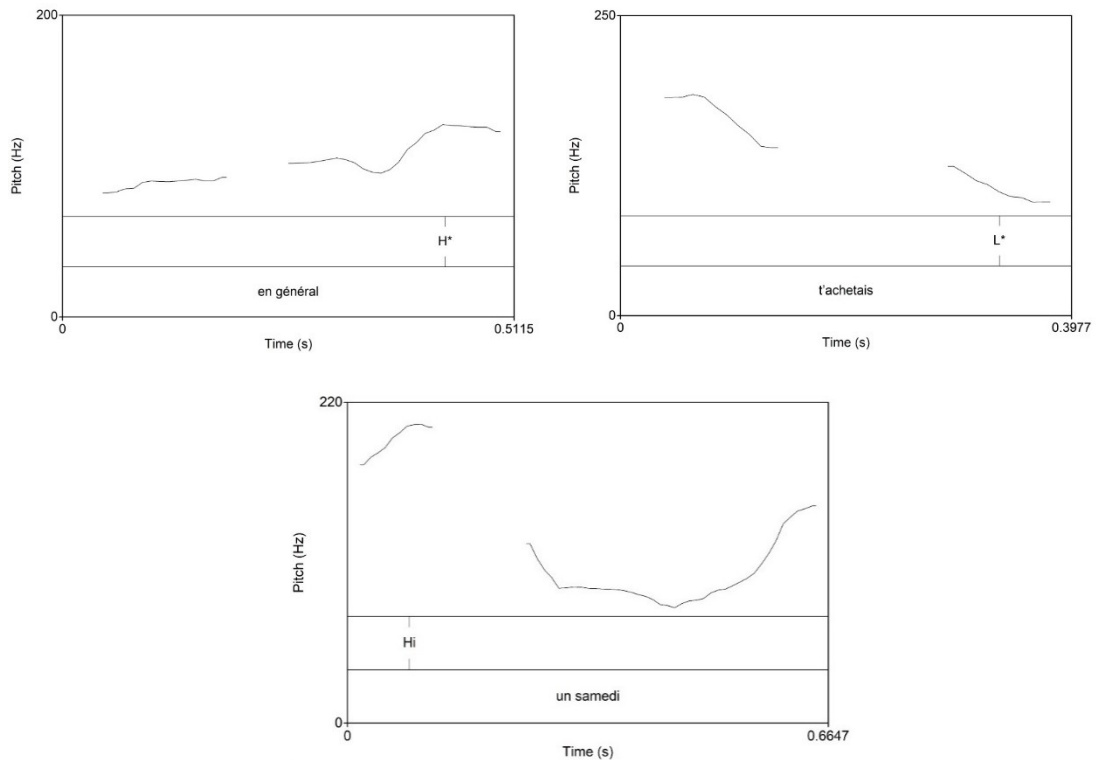 200
Pitch (Hz)
H*
en général
0
0
0.5115
Time (s)
250
Pitch (Hz)
L*
t'achetais
0
0
0.3977
Time (s)
220
Pitch (Hz)
Hi
un samedi
0
0
0.6647
Time (s)